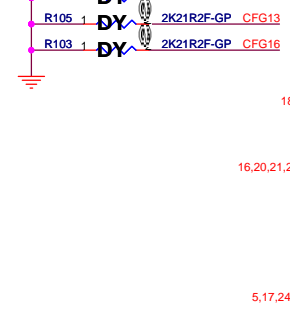 DY
R105 1 DY 2K21R2F-GP CFG13
R103 1 DY 2K21R2F-GP CFG16
18
16,20,21,2
5,17,24